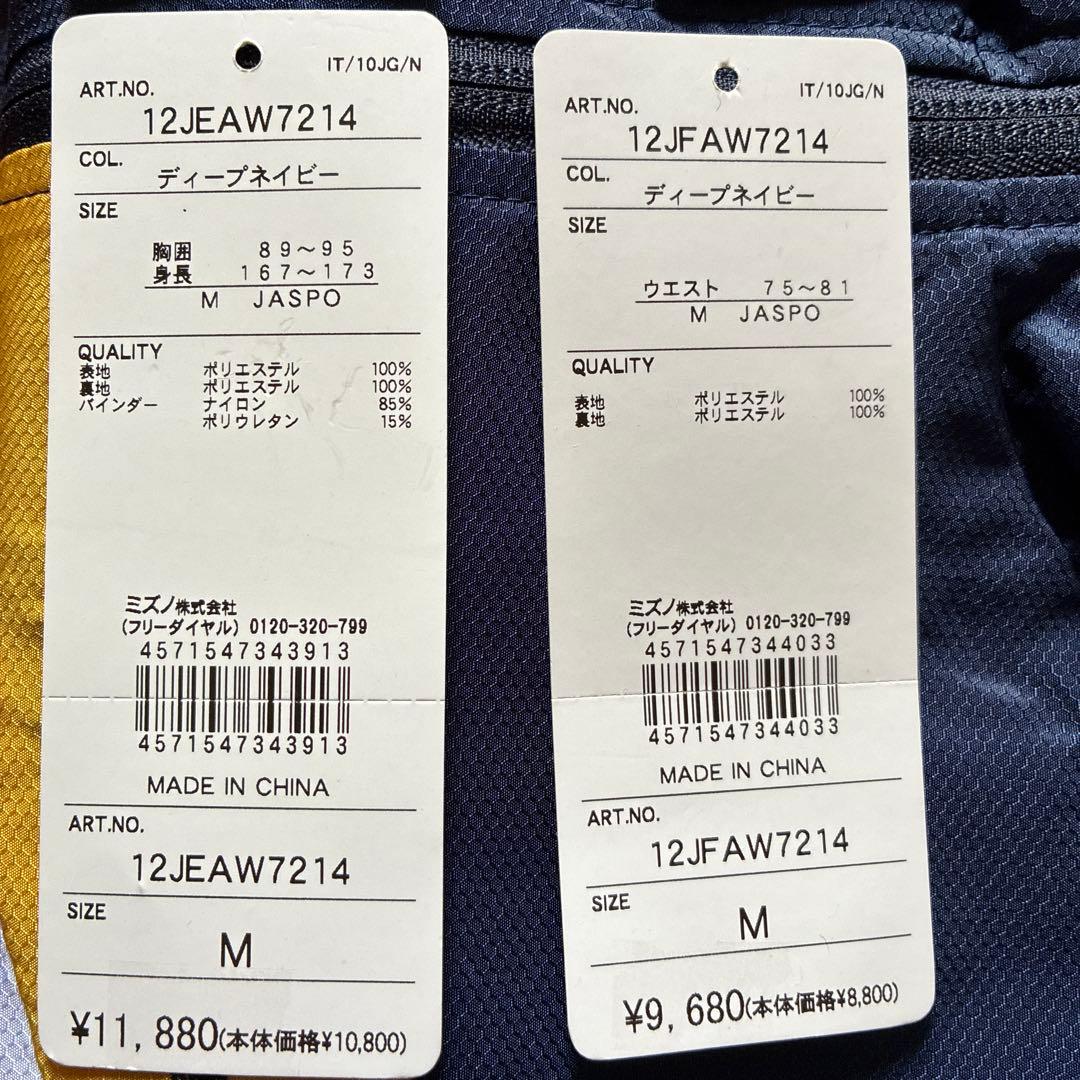 IT/10JG/N
ART.NO.
12JEAW7214
COL.
ディープネイビー
SIZE
胸囲 89〜95
身長 167〜173
M JASPO
QUALITY
表地 ポリエステル 100%
裏地 ポリエステル 100%
バインダー ナイロン 85%
ポリウレタン 15%
ミズノ株式会社
(フリーダイヤル) 0120-320-799
4571547343913
4571547343913
MADE IN CHINA
ART.NO.
12JEAW7214
SIZE
M
¥11,880(本体価格¥10,800)
IT/10JG/N
ART.NO.
12JFAW7214
COL.
ディープネイビー
SIZE
ウエスト 75〜81
M JASPO
QUALITY
表地 ポリエステル 100%
裏地 ポリエステル 100%
ミズノ株式会社
(フリーダイヤル) 0120-320-799
4571547344033
4571547344033
MADE IN CHINA
ART.NO.
12JFAW7214
SIZE
M
¥9,680(本体価格¥8,800)